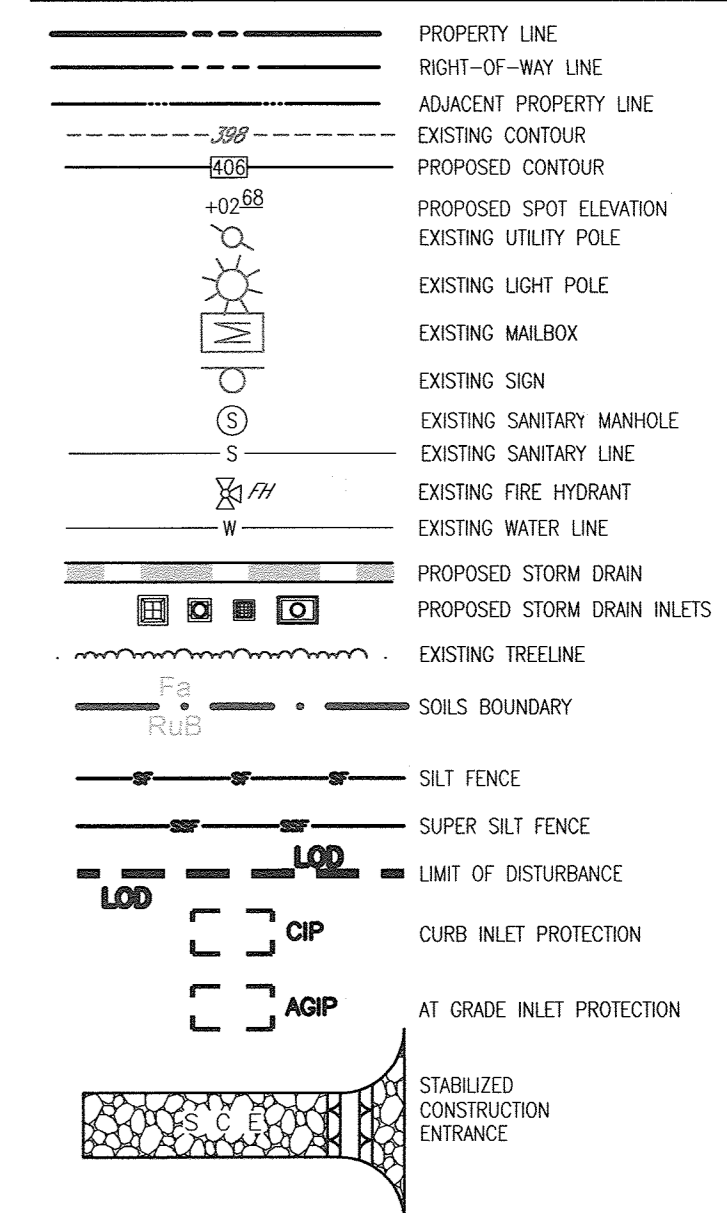 PROPERTY LINE
RIGHT-OF-WAY LINE
ADJACENT PROPERTY LINE
398 EXISTING CONTOUR
406 PROPOSED CONTOUR
+02 68 PROPOSED SPOT ELEVATION
EXISTING UTILITY POLE
EXISTING LIGHT POLE
EXISTING MAILBOX
EXISTING SIGN
S EXISTING SANITARY MANHOLE
S EXISTING SANITARY LINE
FH EXISTING FIRE HYDRANT
W EXISTING WATER LINE
PROPOSED STORM DRAIN
PROPOSED STORM DRAIN INLETS
EXISTING TREELINE
Fa
SOILS BOUNDARY
RuB
SF SF SF SILT FENCE
SSF SSF SUPER SILT FENCE
LOD
LIMIT OF DISTURBANCE
LOD
CIP CURB INLET PROTECTION
AGIP AT GRADE INLET PROTECTION
STABILIZED
S C E CONSTRUCTION
ENTRANCE